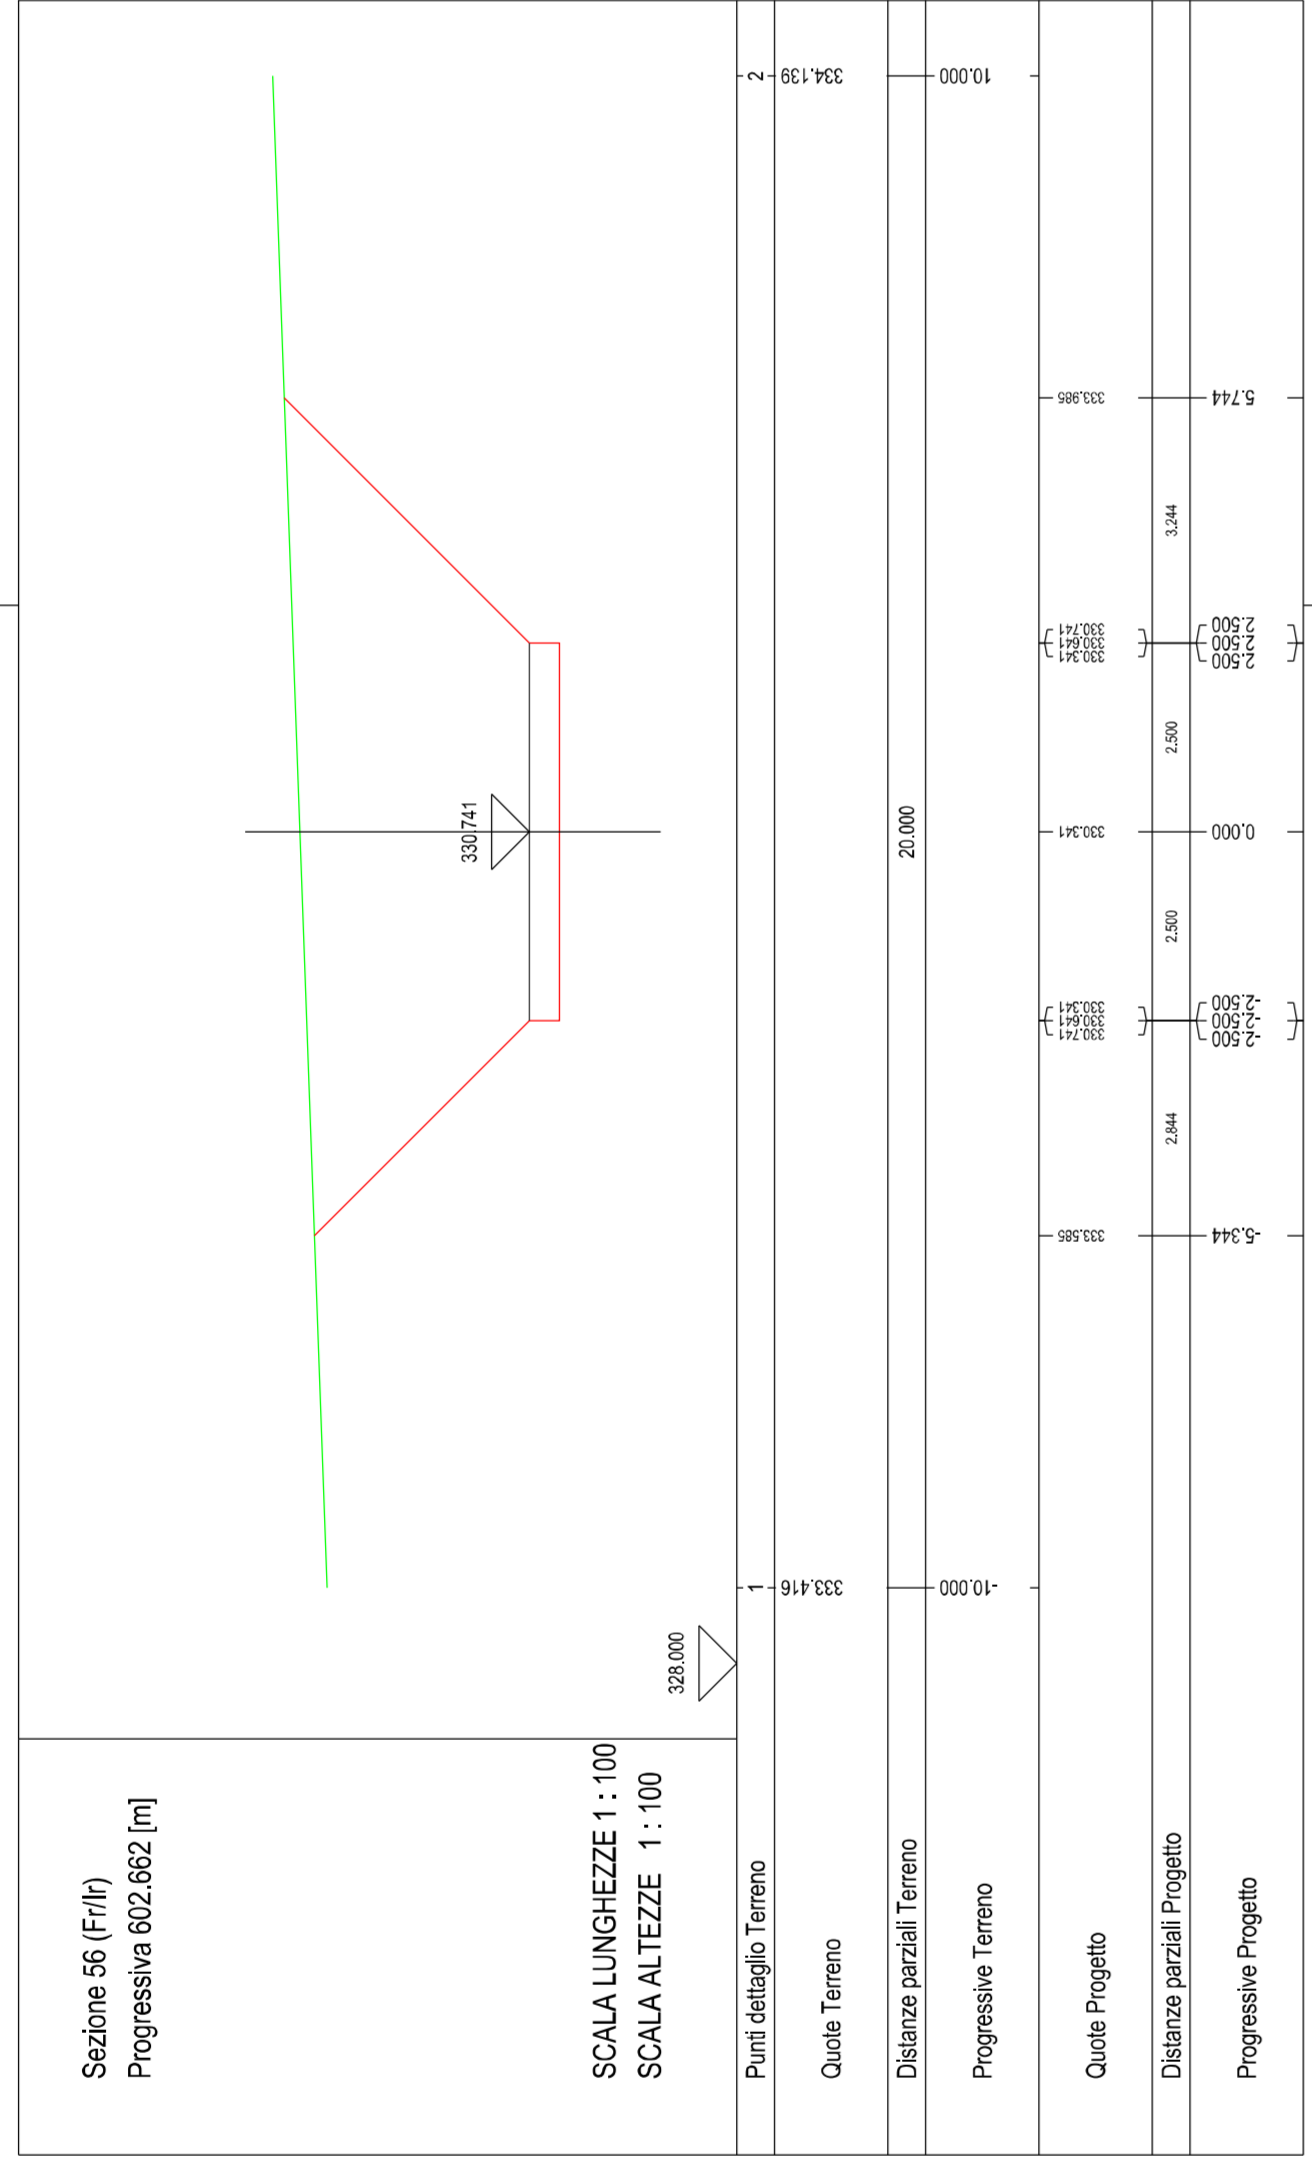 Sezione 56 (Fr/Ir)
Progressiva 602.662 [m]
SCALA LUNGHEZZE 1 : 100
SCALA ALTEZZE 1 : 100
328.000
330.741
Punti dettaglio Terreno
1
2
Quote Terreno
333.416
334.139
Distanze parziali Terreno
20.000
Progressive Terreno
-10.000
10.000
Quote Progetto
333.585
330.741
330.641
330.341
330.341
330.341
330.641
330.741
333.985
Distanze parziali Progetto
2.844
2.500
2.500
3.244
Progressive Progetto
-5.344
-2.500
-2.500
-2.500
0.000
2.500
2.500
2.500
5.744